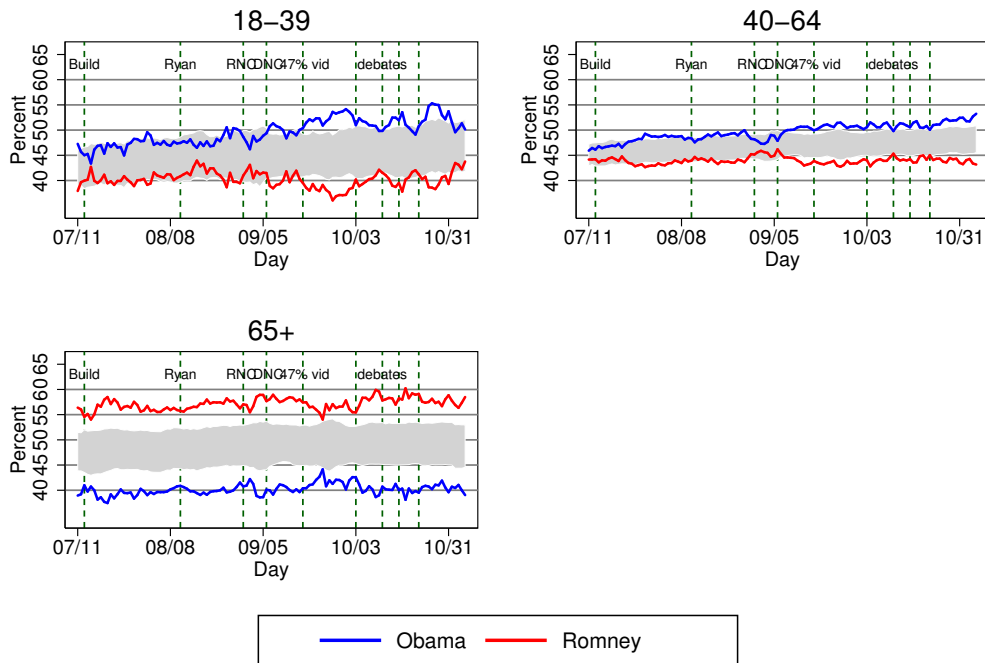 18–39
Percent
40 45 50 55 60 65
Build Ryan RNC DNC 47% vid debates
07/11 08/08 09/05 10/03 10/31
Day
40–64
Percent
40 45 50 55 60 65
Build Ryan RNC DNC 47% vid debates
07/11 08/08 09/05 10/03 10/31
Day
65+
Percent
40 45 50 55 60 65
Build Ryan RNC DNC 47% vid debates
07/11 08/08 09/05 10/03 10/31
Day
Obama Romney